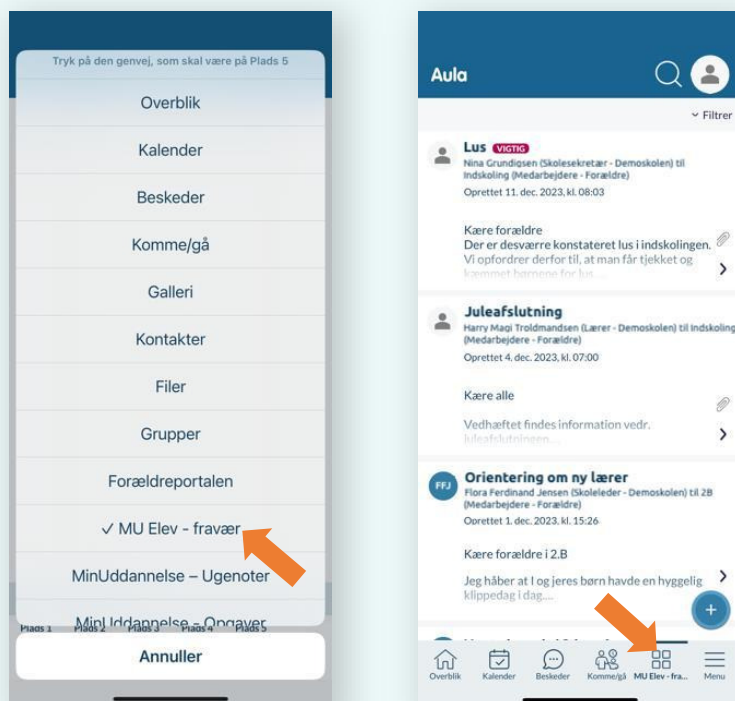 Tryk på den genvej, som skal være på Plads 5
Overblik
Kalender
Beskeder
Komme/gå
Galleri
Kontakter
Filer
Grupper
Forældreportalen
✓ MU Elev - fravær
MinUddannelse – Ugenoter
MinUddannelse – Opgaver
Plads 1 Plads 2 Plads 3 Plads 4 Plads 5
Annuller
Aula
Filtrer
Lus VIGTIG
Nina Grundigsen (Skolesekretær - Demoskolen) til
Indskoling (Medarbejdere - Forældre)
Oprettet 11. dec. 2023, kl. 08:03
Kære forældre
Der er desværre konstateret lus i indskolingen.
Vi opfordrer derfor til, at man får tjekket og
kæmmet børnene for lus....
Juleafslutning
Harry Magi Troldmandsen (Lærer - Demoskolen) til Indskoling
(Medarbejdere - Forældre)
Oprettet 4. dec. 2023, kl. 07:00
Kære alle
Vedhæftet findes information vedr.
juleafslutningen....
FFJ
Orientering om ny lærer
Flora Ferdinand Jensen (Skoleleder - Demoskolen) til 2B
(Medarbejdere - Forældre)
Oprettet 1. dec. 2023, kl. 15:26
Kære forældre i 2.B
Jeg håber at I og jeres børn havde en hyggelig
klippedag i dag....
+
Overblik Kalender Beskeder Komme/gå MU Elev - fra... Menu